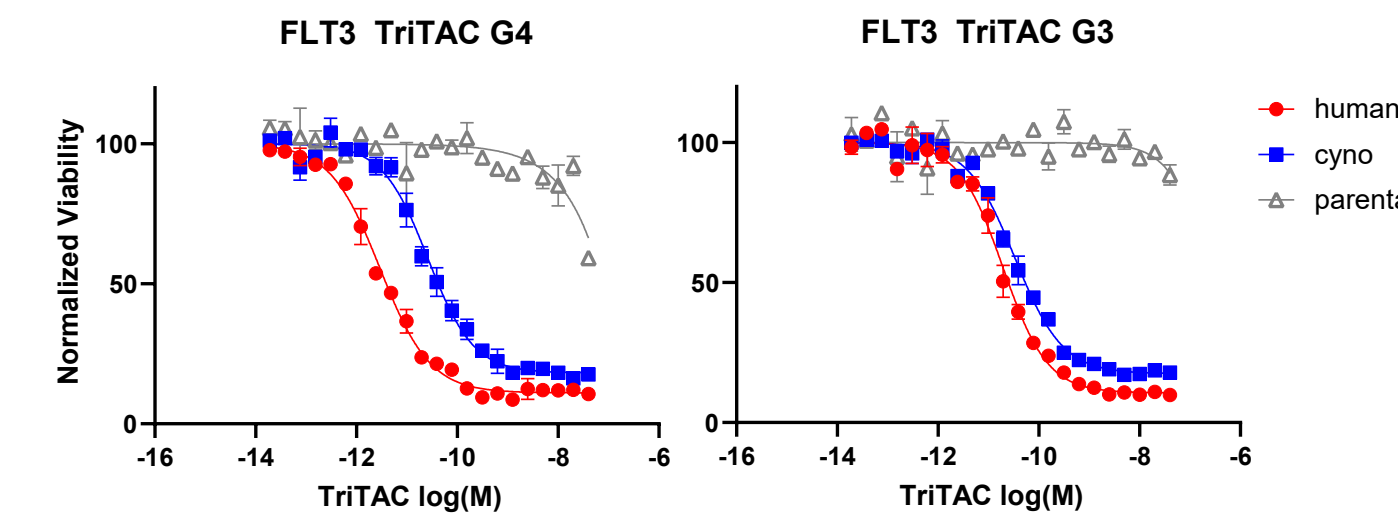 FLT3 TriTAC G4
FLT3 TriTAC G3
Normalized Viability
100
50
0
-16 -14 -12 -10 -8 -6
TriTAC log(M)
100
50
0
-16 -14 -12 -10 -8 -6
TriTAC log(M)
human
cyno
parenta